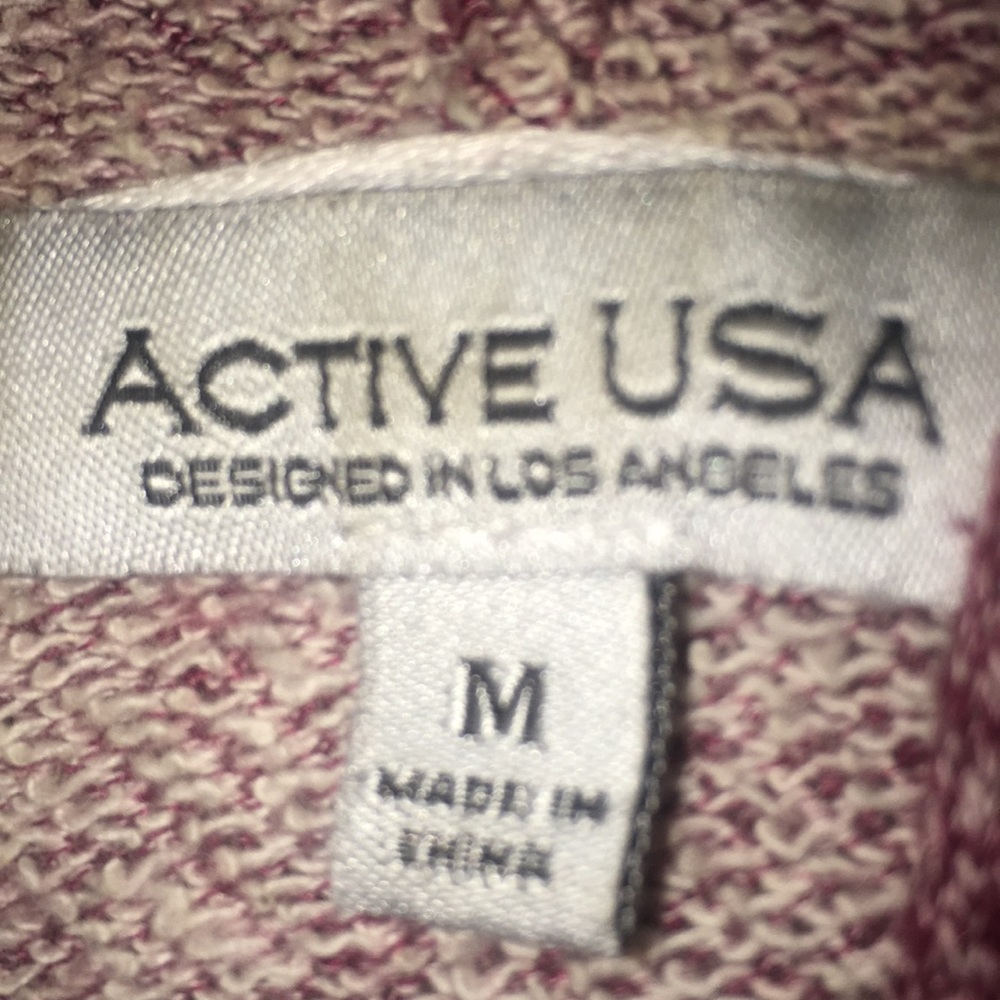 ACTIVE USA
DESIGNED IN LOS ANGELES
M
MADE IN
CHINA